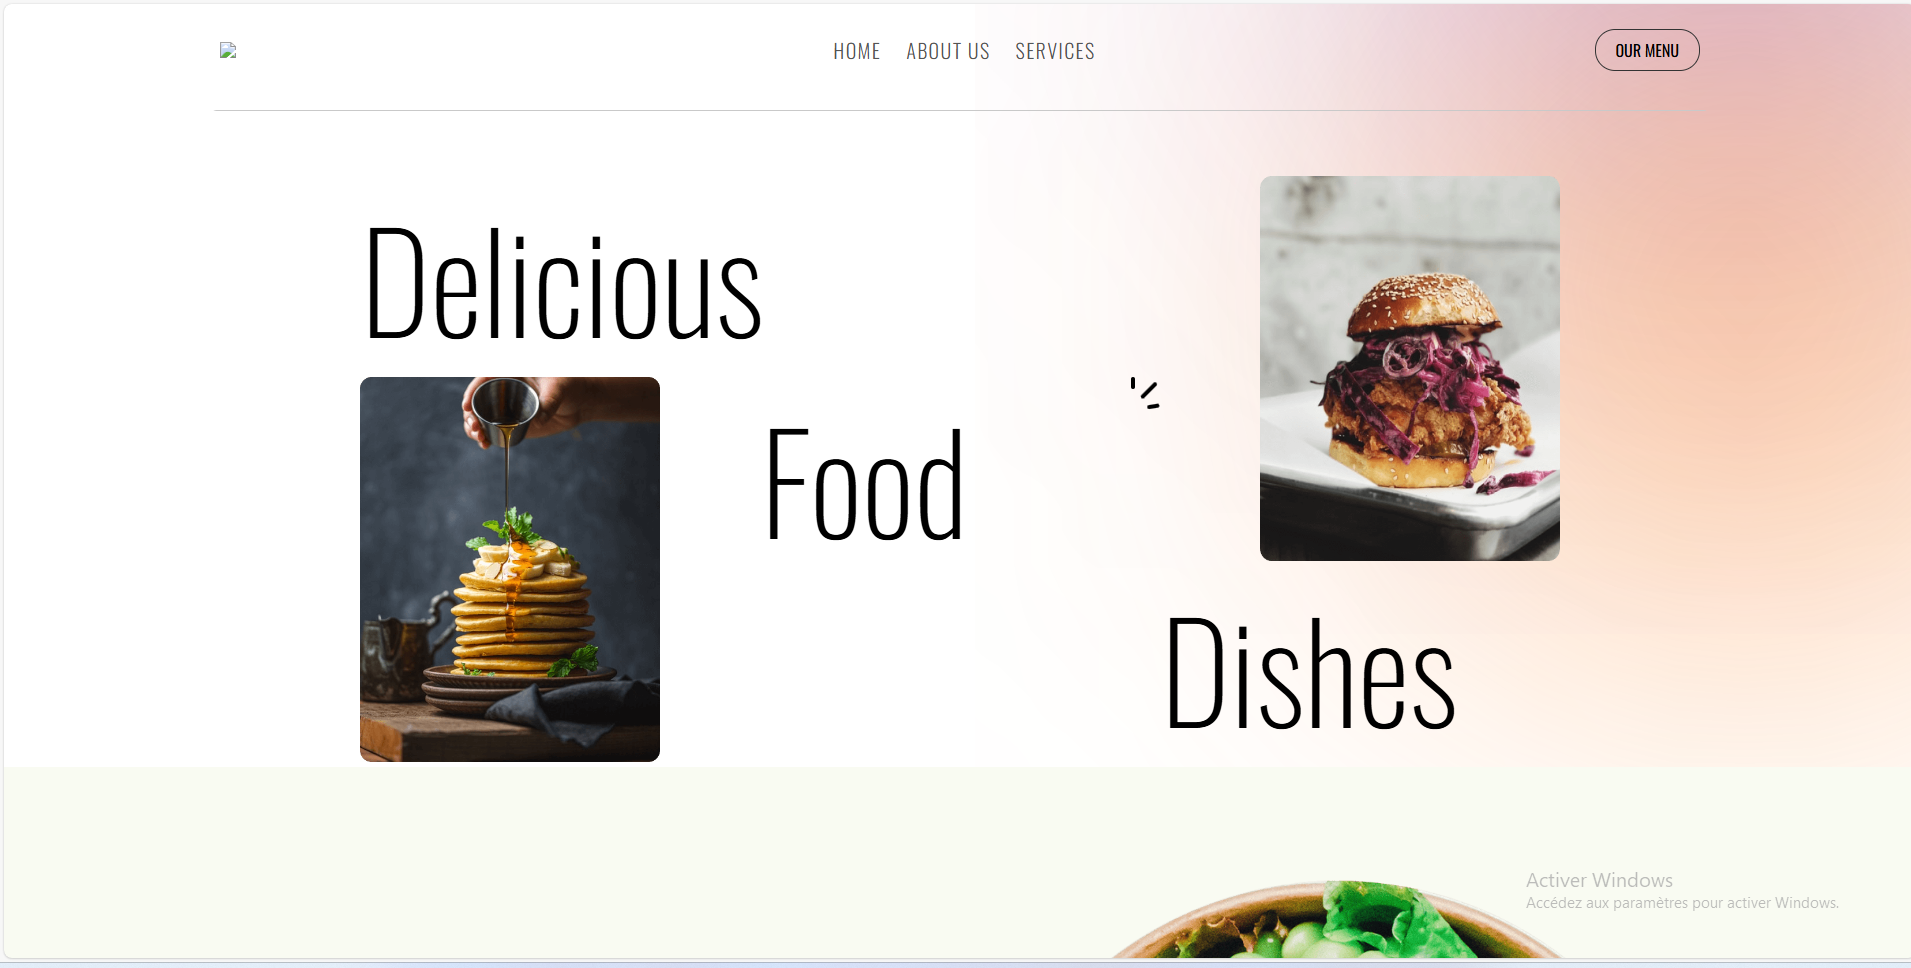 HOME ABOUT US SERVICES
OUR MENU
Delicious
Food
Dishes
Activer Windows
Accédez aux paramètres pour activer Windows.